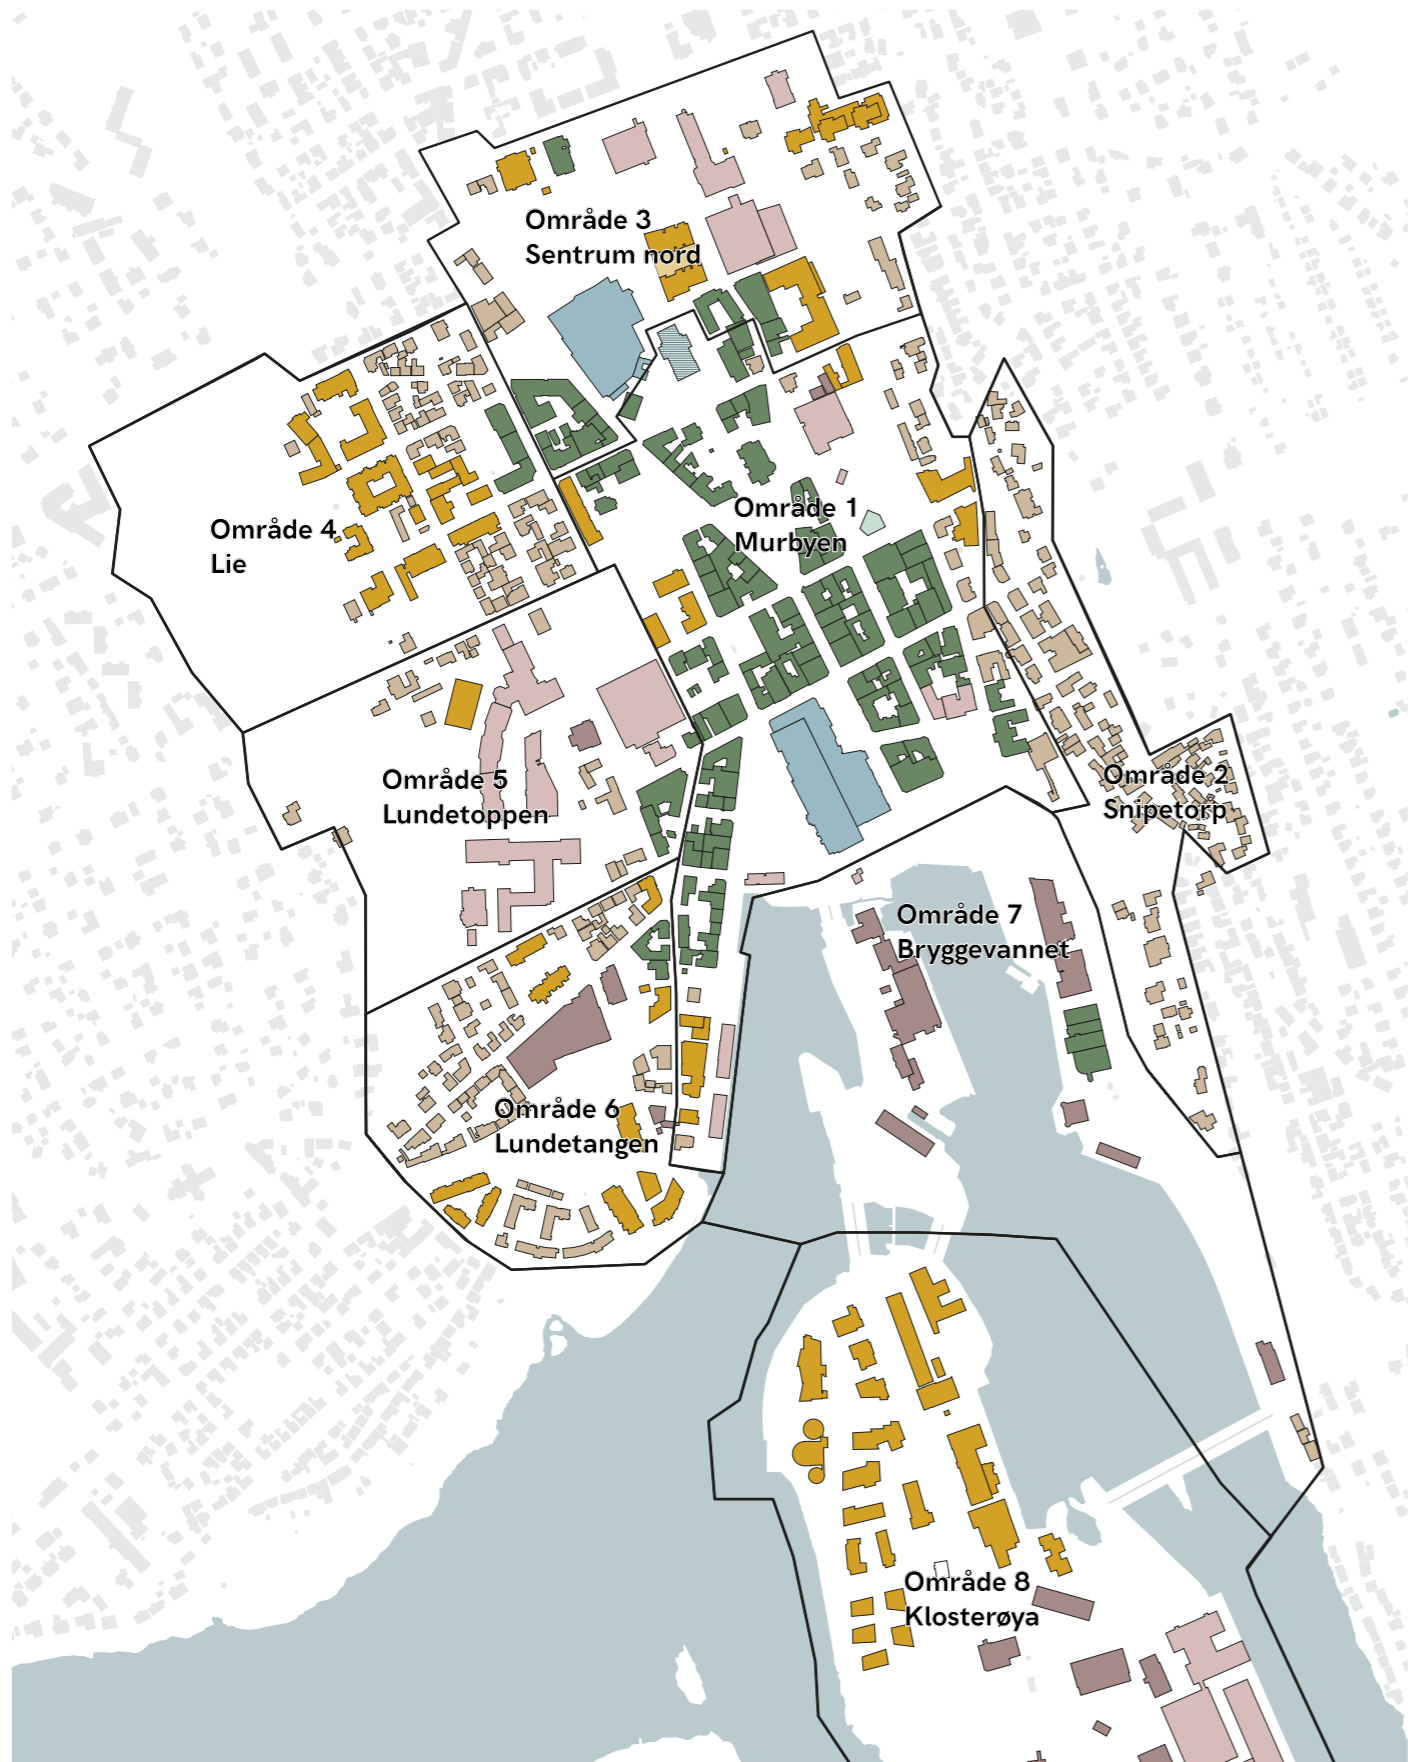 Område 3
Sentrum nord
Område 1
Murbyen
Område 4
Lie
Område 5
Lundetoppen
Område 2
Snipetorp
Område 7
Bryggevannet
Område 6
Lundetangen
Område 8
Klosterøya